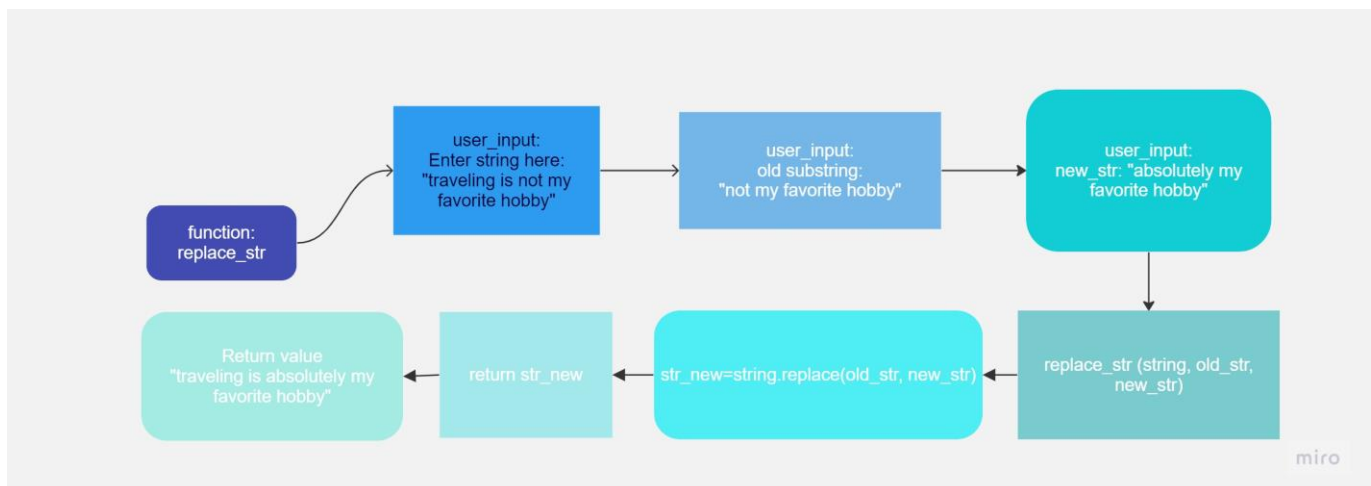 function:
replace_str
user_input:
Enter string here:
"traveling is not my
favorite hobby"
user_input:
old substring:
"not my favorite hobby"
user_input:
new_str: "absolutely my
favorite hobby"
replace_str (string, old_str,
new_str)
str_new=string.replace(old_str, new_str)
return str_new
Return value
"traveling is absolutely my
favorite hobby"
miro